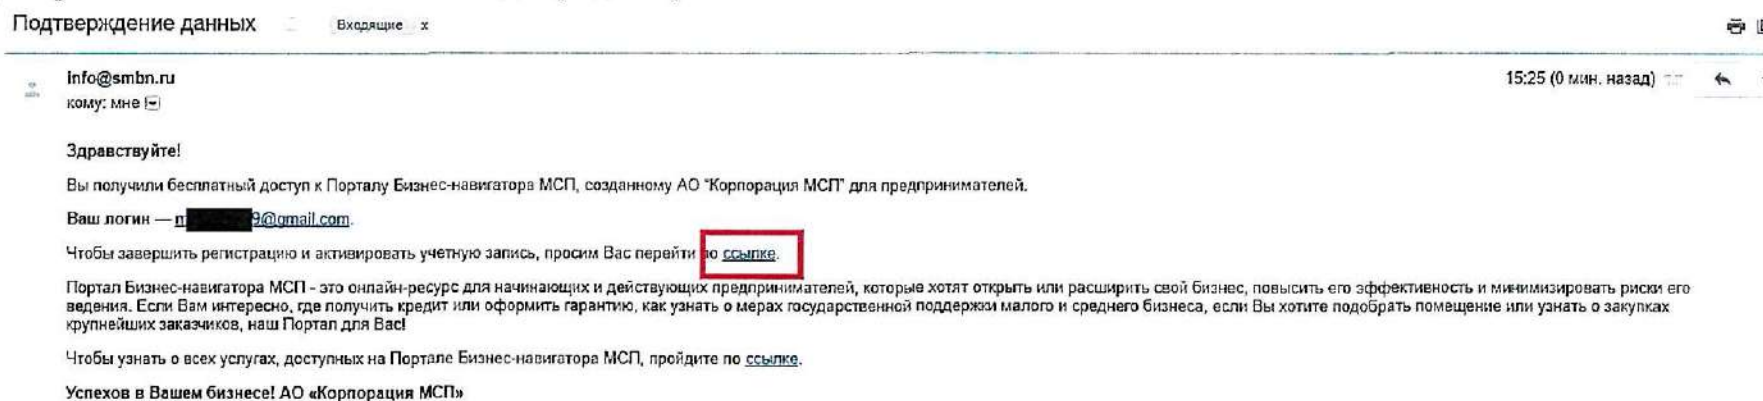 Подтверждение данных Входящие x
info@smbn.ru 15:25 (0 мин. назад)
кому: мне
Здравствуйте!
Вы получили бесплатный доступ к Порталу Бизнес-навигатора МСП, созданному АО "Корпорация МСП" для предпринимателей.
Ваш логин — 9@gmail.com.
Чтобы завершить регистрацию и активировать учетную запись, просим Вас перейти по ссылке.
Портал Бизнес-навигатора МСП - это онлайн-ресурс для начинающих и действующих предпринимателей, которые хотят открыть или расширить свой бизнес, повысить его эффективность и минимизировать риски его
ведения. Если Вам интересно, где получить кредит или оформить гарантию, как узнать о мерах государственной поддержки малого и среднего бизнеса, если Вы хотите подобрать помещение или узнать о закупках
крупнейших заказчиков, наш Портал для Вас!
Чтобы узнать о всех услугах, доступных на Портале Бизнес-навигатора МСП, пройдите по ссылке.
Успехов в Вашем бизнесе! АО «Корпорация МСП»